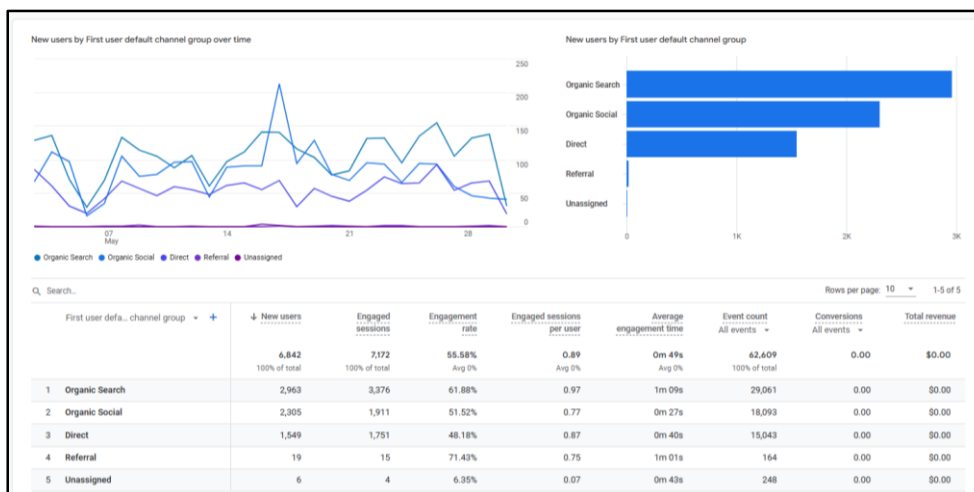 New users by First user default channel group over time
250
200
150
100
50
0
07
May
14
21
28
Organic Search Organic Social Direct Referral Unassigned
New users by First user default channel group
Organic Search
Organic Social
Direct
Referral
Unassigned
0 1K 2K 3K
Search...
Rows per page: 10 1-5 of 5
First user defa... channel group + ↓ New users Engaged sessions Engagement rate Engaged sessions per user Average engagement time Event count All events Conversions All events Total revenue
6,842 7,172 55.58% 0.89 0m 49s 62,609 0.00 $0.00
100% of total 100% of total Avg 0% Avg 0% Avg 0% 100% of total
1 Organic Search 2,963 3,376 61.88% 0.97 1m 09s 29,061 0.00 $0.00
2 Organic Social 2,305 1,911 51.52% 0.77 0m 27s 18,093 0.00 $0.00
3 Direct 1,549 1,751 48.18% 0.87 0m 40s 15,043 0.00 $0.00
4 Referral 19 15 71.43% 0.75 1m 01s 164 0.00 $0.00
5 Unassigned 6 4 6.35% 0.07 0m 43s 248 0.00 $0.00